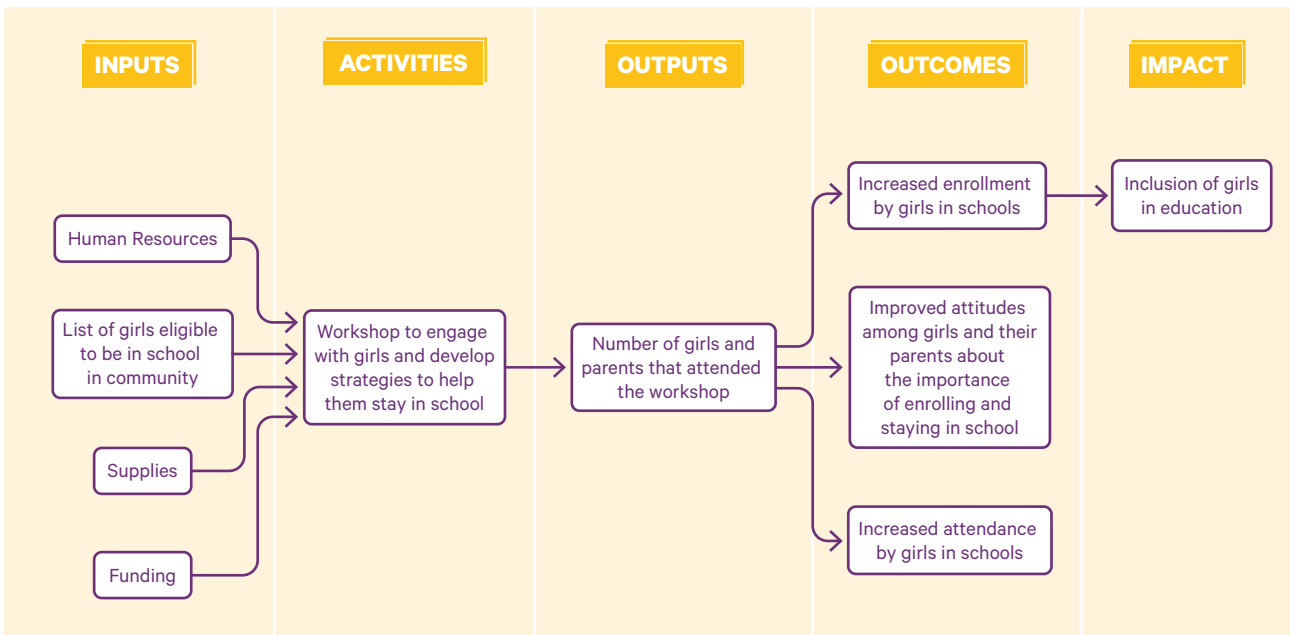 INPUTS
ACTIVITIES
OUTPUTS
OUTCOMES
IMPACT
Human Resources
List of girls eligible
to be in school
in community
Supplies
Funding
Workshop to engage
with girls and develop
strategies to help
them stay in school
Number of girls and
parents that attended
the workshop
Increased enrollment
by girls in schools
Improved attitudes
among girls and their
parents about
the importance
of enrolling and
staying in school
Increased attendance
by girls in schools
Inclusion of girls
in education